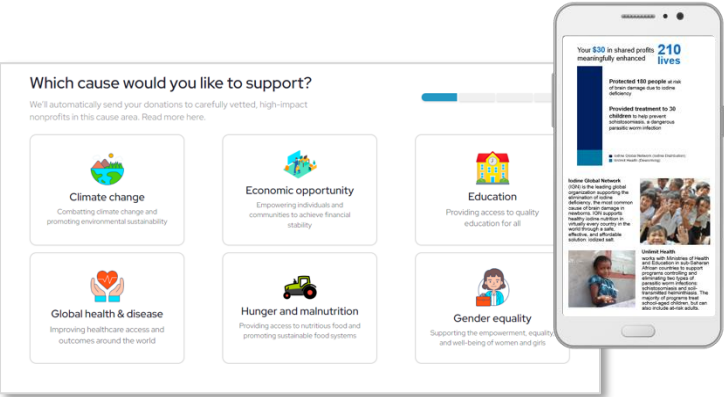 Which cause would you like to support?
We'll automatically send your donations to carefully vetted, high-impact
nonprofits in this cause area. Read more here.
Climate change
Combatting climate change and
promoting environmental sustainability
Economic opportunity
Empowering individuals and
communities to achieve financial
stability
Education
Providing access to quality
education for all
Global health & disease
Improving healthcare access and
outcomes around the world
Hunger and malnutrition
Providing access to nutritious food and
promoting sustainable food systems
Gender equality
Supporting the empowerment, equality
and well-being of women and girls
Your $30 in shared profits
meaningfully enhanced
210
lives
Protected 180 people at risk
of brain damage due to iodine
deficiency
Provided treatment to 30
children to help prevent
schistosomiasis, a dangerous
parasitic worm infection
Iodine Global Network (Iodine Distribution)
Unlimit Health (Deworming)
Iodine Global Network
(IGN) is the leading global
organization supporting the
elimination of iodine
deficiency, the most common
cause of brain damage in
newborns. IGN supports
healthy iodine nutrition in
virtually every country in the
world through a safe,
effective, and affordable
solution: iodized salt.
Unlimit Health
works with Ministries of Health
and Education in sub-Saharan
African countries to support
programs controlling and
eliminating two types of
parasitic worm infections:
schistosomiasis and soil-
transmitted helminthiasis. The
majority of programs treat
school-aged children, but can
also include at-risk adults.